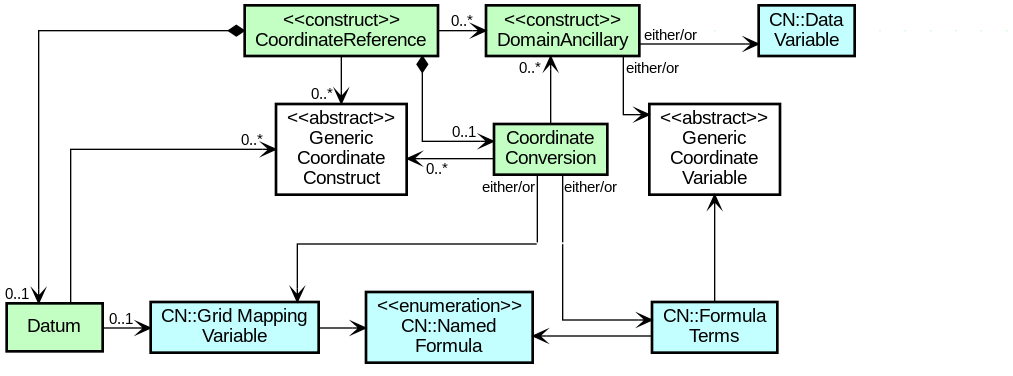 <<construct>>
CoordinateReference
0..*
<<construct>>
DomainAncillary
either/or
CN::Data
Variable
0..*
either/or
0..*
<<abstract>>
Generic
Coordinate
Construct
0..*
0..1
Coordinate
Conversion
0..*
<<abstract>>
Generic
Coordinate
Variable
either/or
either/or
0..1
Datum
0..1
CN::Grid Mapping
Variable
<<enumeration>>
CN::Named
Formula
CN::Formula
Terms